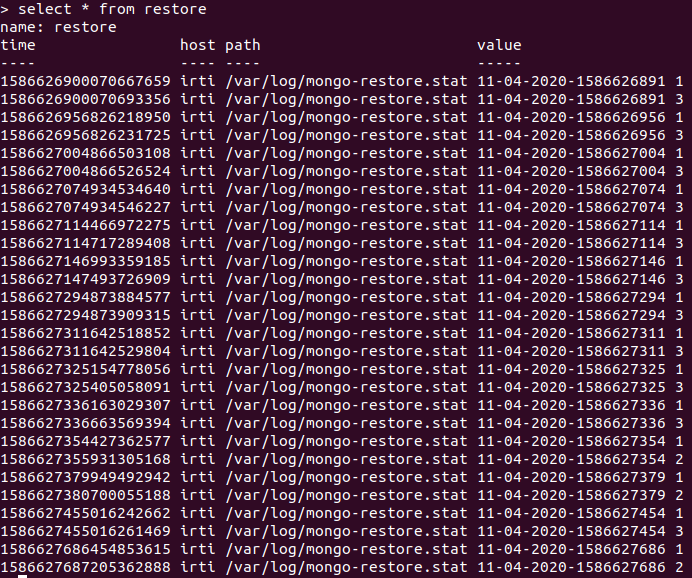 > select * from restore
name: restore
time host path value
---- ---- ---- -----
1586626900070667659 irti /var/log/mongo-restore.stat 11-04-2020-1586626891 1
1586626900070693356 irti /var/log/mongo-restore.stat 11-04-2020-1586626891 3
1586626956826218950 irti /var/log/mongo-restore.stat 11-04-2020-1586626956 1
1586626956826231725 irti /var/log/mongo-restore.stat 11-04-2020-1586626956 3
1586627004866503108 irti /var/log/mongo-restore.stat 11-04-2020-1586627004 1
1586627004866526524 irti /var/log/mongo-restore.stat 11-04-2020-1586627004 3
1586627074934534640 irti /var/log/mongo-restore.stat 11-04-2020-1586627074 1
1586627074934546227 irti /var/log/mongo-restore.stat 11-04-2020-1586627074 3
1586627114466972275 irti /var/log/mongo-restore.stat 11-04-2020-1586627114 1
1586627114717289408 irti /var/log/mongo-restore.stat 11-04-2020-1586627114 3
1586627146993359185 irti /var/log/mongo-restore.stat 11-04-2020-1586627146 1
1586627147493726909 irti /var/log/mongo-restore.stat 11-04-2020-1586627146 3
1586627294873884577 irti /var/log/mongo-restore.stat 11-04-2020-1586627294 1
1586627294873909315 irti /var/log/mongo-restore.stat 11-04-2020-1586627294 3
1586627311642518852 irti /var/log/mongo-restore.stat 11-04-2020-1586627311 1
1586627311642529804 irti /var/log/mongo-restore.stat 11-04-2020-1586627311 3
1586627325154778056 irti /var/log/mongo-restore.stat 11-04-2020-1586627325 1
1586627325405058091 irti /var/log/mongo-restore.stat 11-04-2020-1586627325 3
1586627336163029307 irti /var/log/mongo-restore.stat 11-04-2020-1586627336 1
1586627336663569394 irti /var/log/mongo-restore.stat 11-04-2020-1586627336 3
1586627354427362577 irti /var/log/mongo-restore.stat 11-04-2020-1586627354 1
1586627355931305168 irti /var/log/mongo-restore.stat 11-04-2020-1586627354 2
1586627379949492942 irti /var/log/mongo-restore.stat 11-04-2020-1586627379 1
1586627380700055188 irti /var/log/mongo-restore.stat 11-04-2020-1586627379 2
1586627455016242662 irti /var/log/mongo-restore.stat 11-04-2020-1586627454 1
1586627455016261469 irti /var/log/mongo-restore.stat 11-04-2020-1586627454 3
1586627686454853615 irti /var/log/mongo-restore.stat 11-04-2020-1586627686 1
1586627687205362888 irti /var/log/mongo-restore.stat 11-04-2020-1586627686 2